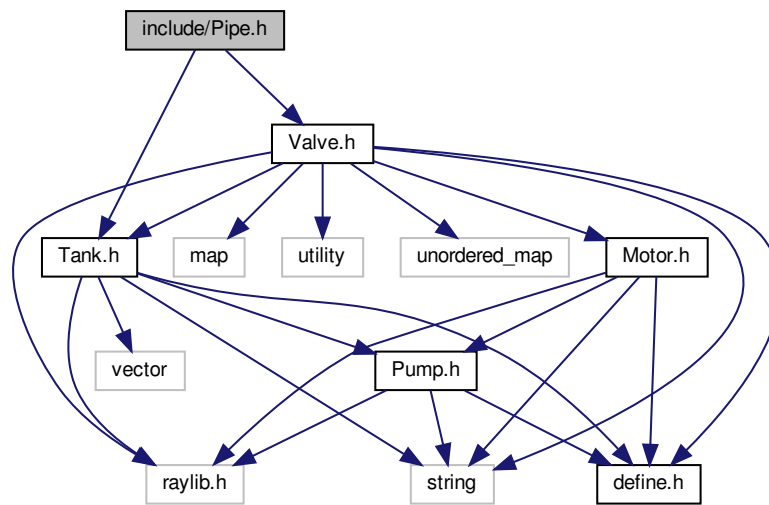 include/Pipe.h
Valve.h
Tank.h
map
utility
unordered_map
Motor.h
vector
Pump.h
raylib.h
string
define.h